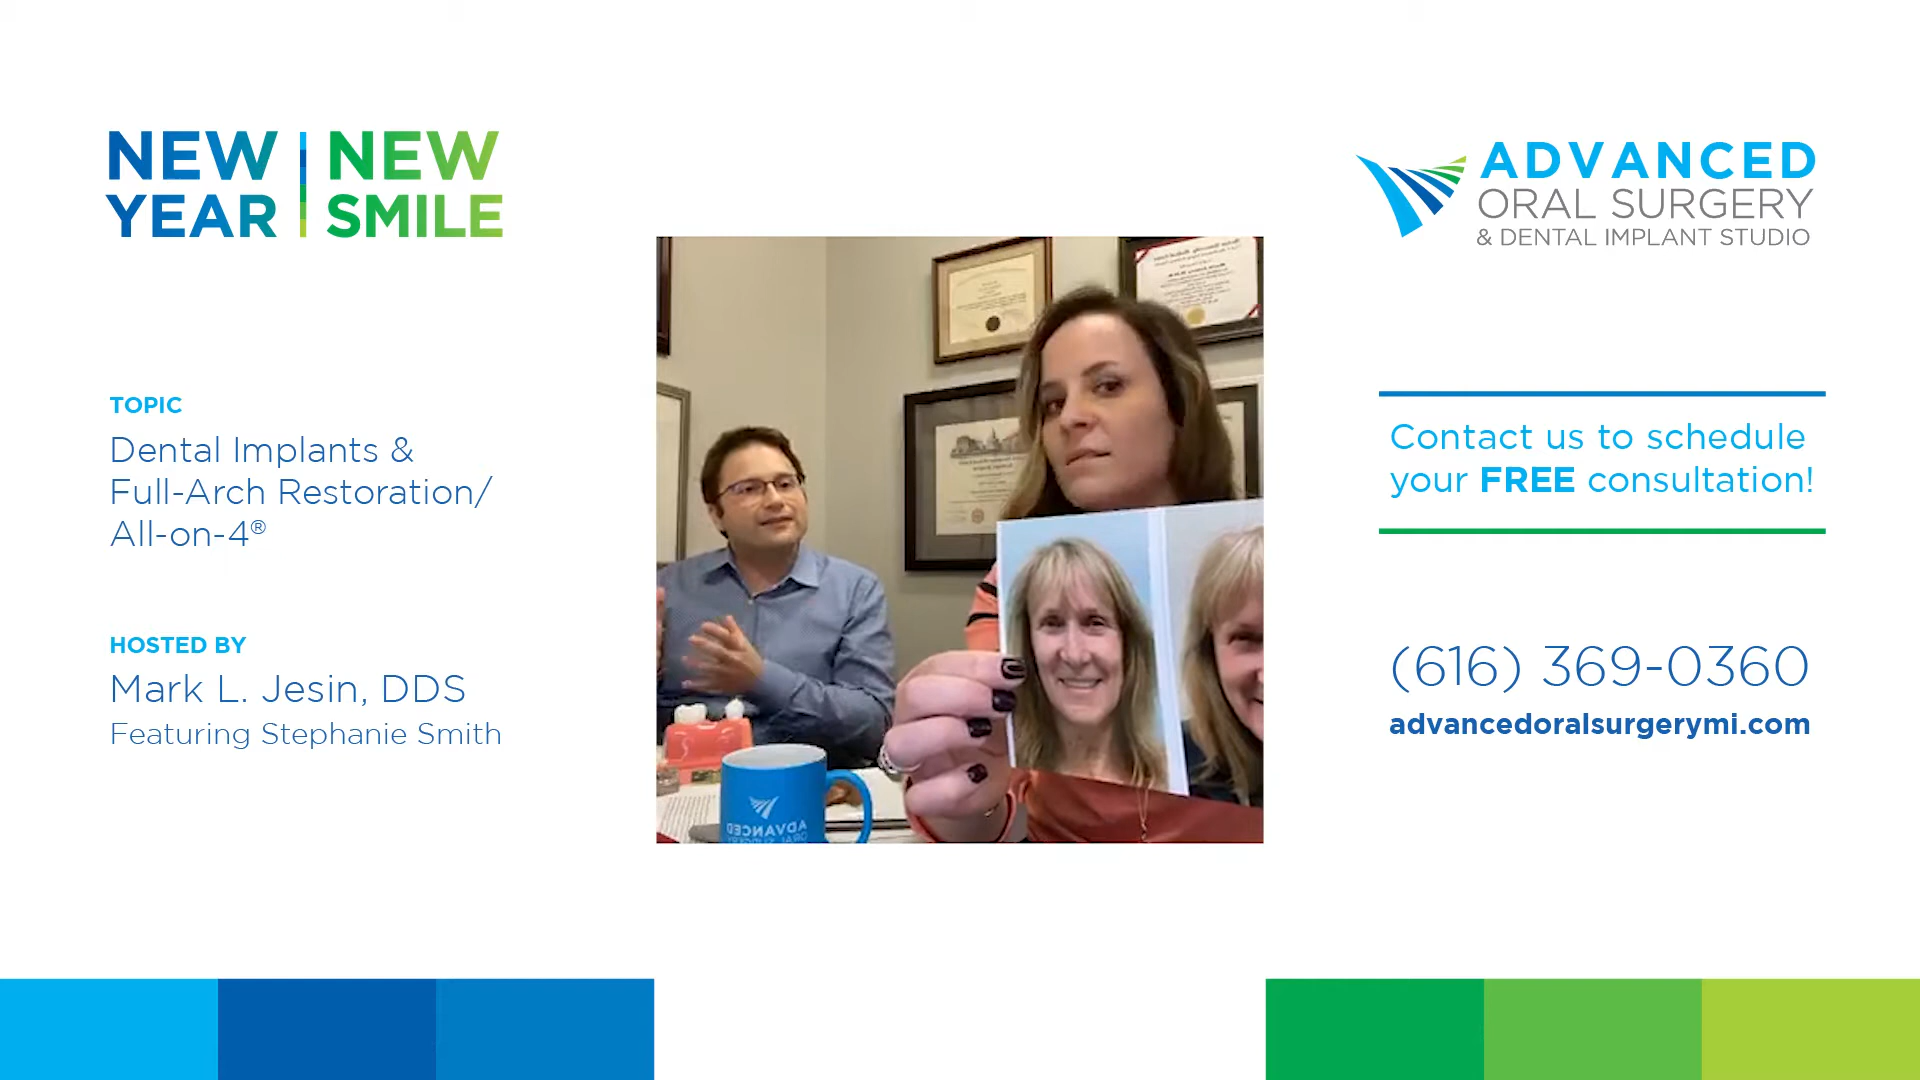 NEW YEAR | NEW SMILE
TOPIC
Dental Implants &
Full-Arch Restoration/
All-on-4®
HOSTED BY
Mark L. Jesin, DDS
Featuring Stephanie Smith
ADVANCED
ORAL SURGERY
ADVANCED
ORAL SURGERY
& DENTAL IMPLANT STUDIO
Contact us to schedule
your FREE consultation!
(616) 369-0360
advancedoralsurgerymi.com